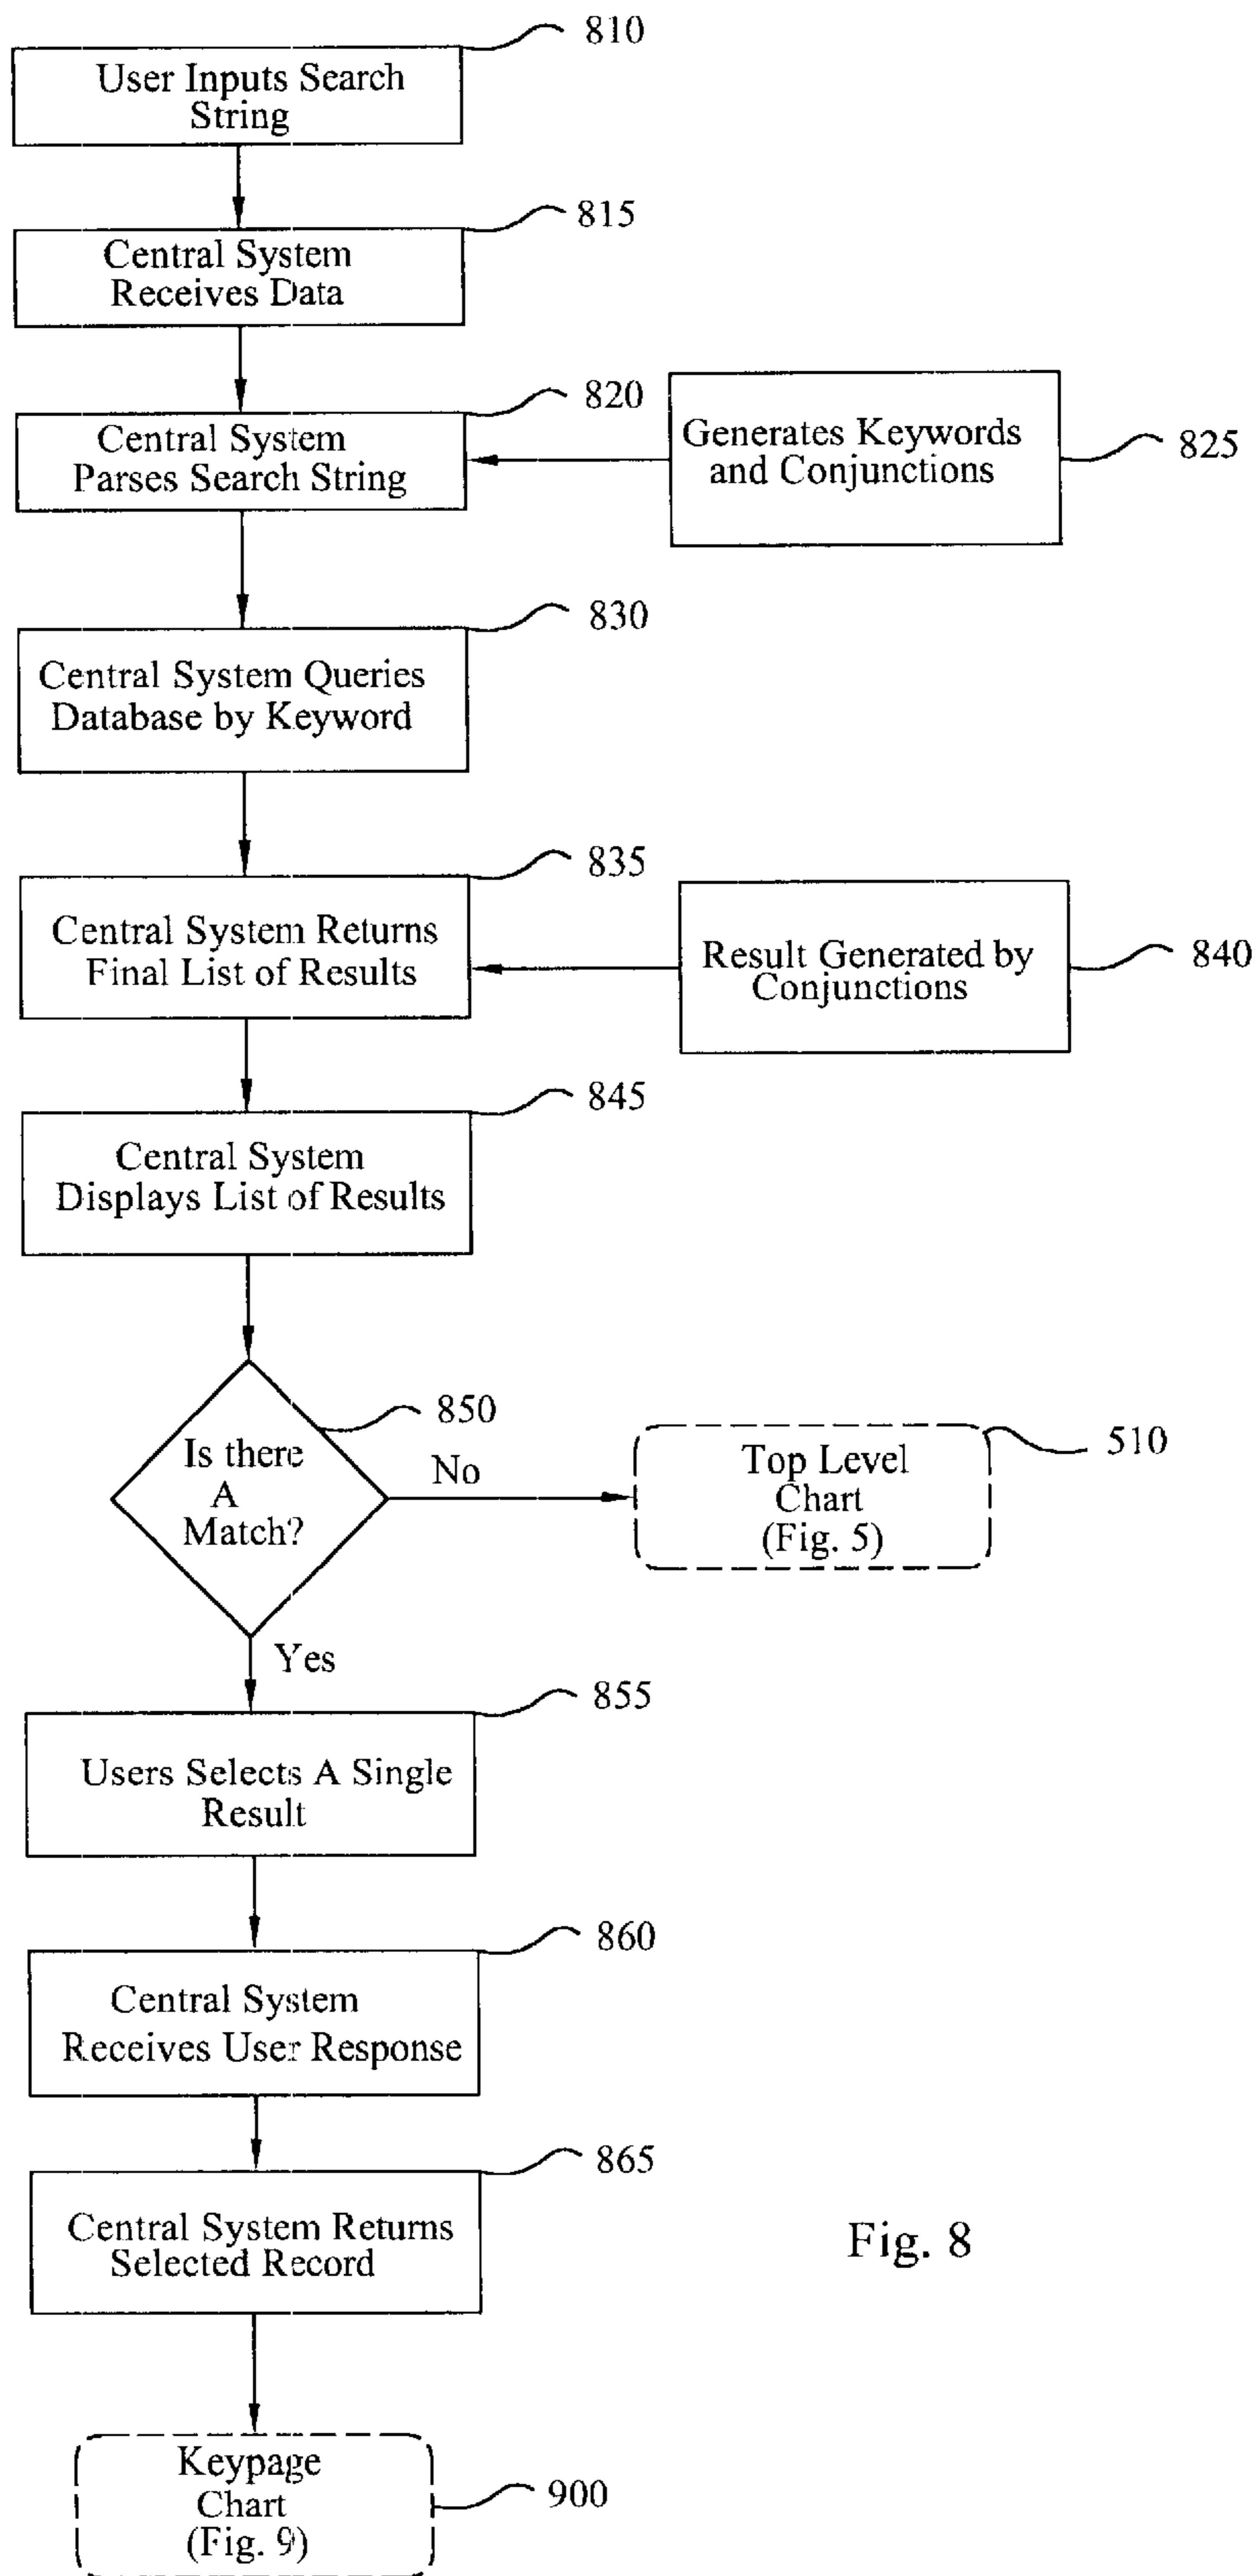 810
User Inputs Search
String
815
Central System
Receives Data
820
Central System
Parses Search String
Generates Keywords
and Conjunctions
825
830
Central System Queries
Database by Keyword
835
Central System Returns
Final List of Results
Result Generated by
Conjunctions
840
845
Central System
Displays List of Results
850
Is there
A
Match?
No
Top Level
Chart
(Fig. 5)
510
Yes
855
Users Selects A Single
Result
860
Central System
Receives User Response
865
Central System Returns
Selected Record
Fig. 8
Keypage
Chart
(Fig. 9)
900